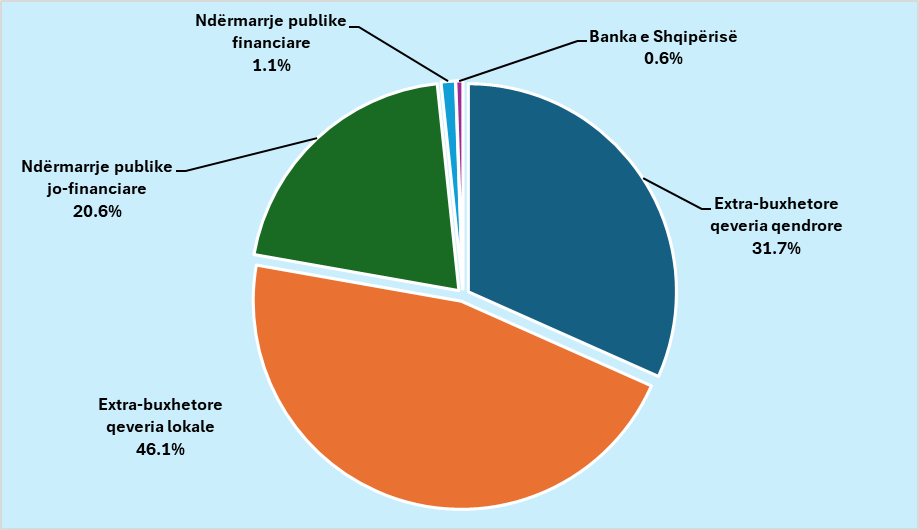 Ndërmarrje publike
financiare
1.1%
Banka e Shqipërisë
0.6%
Ndërmarrje publike
jo-financiare
20.6%
Extra-buxhetore
qeveria qendrore
31.7%
Extra-buxhetore
qeveria lokale
46.1%